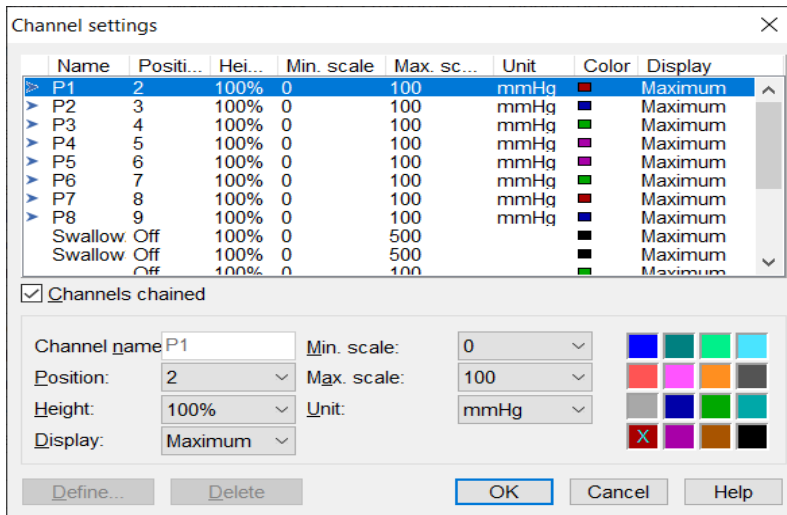 Channel settings
Name Positi... Hei... Min. scale Max. sc... Unit Color Display
P1 2 100% 0 100 mmHg Maximum
P2 3 100% 0 100 mmHg Maximum
P3 4 100% 0 100 mmHg Maximum
P4 5 100% 0 100 mmHg Maximum
P5 6 100% 0 100 mmHg Maximum
P6 7 100% 0 100 mmHg Maximum
P7 8 100% 0 100 mmHg Maximum
P8 9 100% 0 100 mmHg Maximum
Swallow Off 100% 0 500 Maximum
Swallow Off 100% 0 500 Maximum
Off 100% 0 100 Maximum
Channels chained
Channel name P1 Min. scale: 0
Position: 2 Max. scale: 100
Height: 100% Unit: mmHg
Display: Maximum X
Define... Delete OK Cancel Help